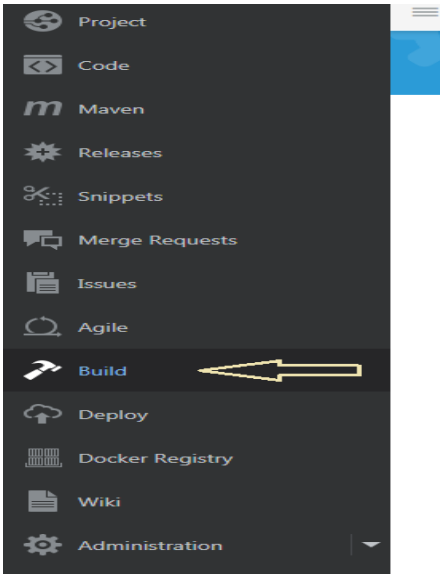 Project
Code
Maven
Releases
Snippets
Merge Requests
Issues
Agile
Build
Deploy
Docker Registry
Wiki
Administration